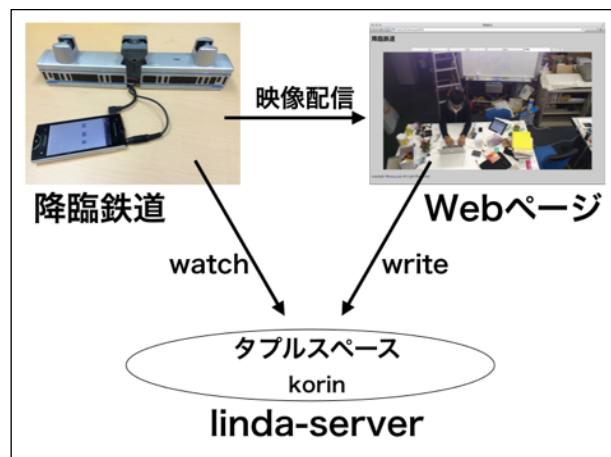 降臨鉄道
映像配信
降臨鉄道
Webページ
watch
write
タプルスペース
korin
linda-server